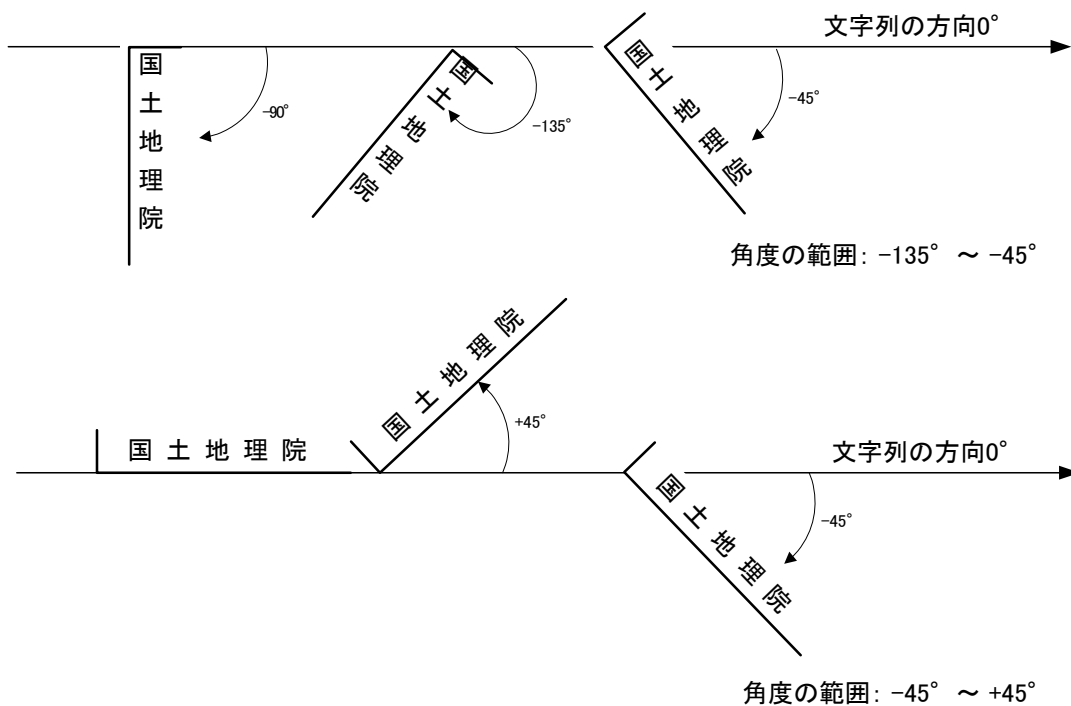 文字列の方向0°
国土地理院
-90°
国土地理院
-135°
国土地理院
-45°
角度の範囲: -135° ~ -45°
国土地理院
国土地理院
+45°
文字列の方向0°
国土地理院
-45°
角度の範囲: -45° ~ +45°